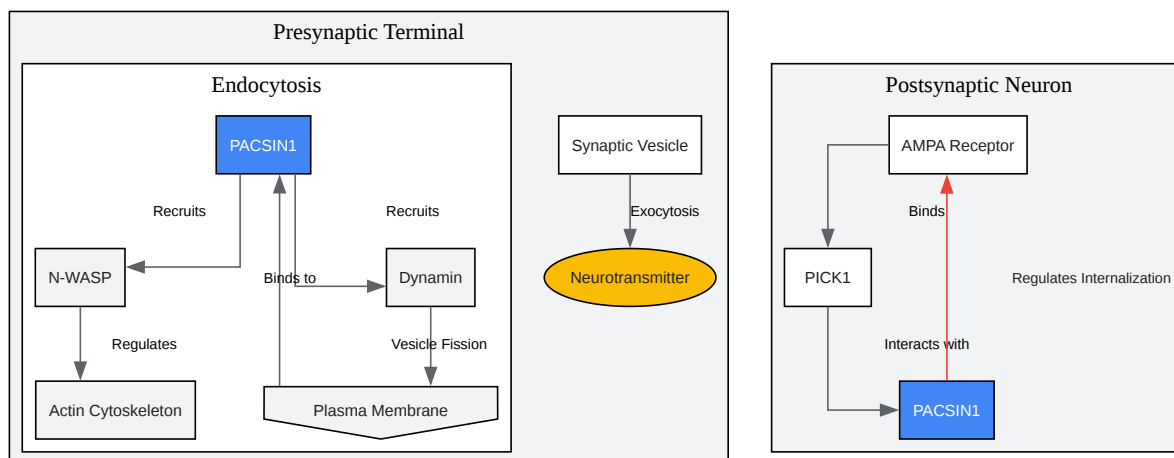 Presynaptic Terminal
Endocytosis
PACSIN1
Recruits
Recruits
N-WASP
Binds to
Dynamin
Regulates
Vesicle Fission
Actin Cytoskeleton
Plasma Membrane
Synaptic Vesicle
Exocytosis
Neurotransmitter
Postsynaptic Neuron
AMPA Receptor
Binds
PICK1
Regulates Internalization
Interacts with
PACSIN1